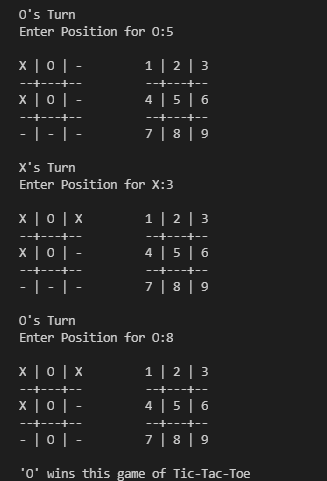 O's Turn
Enter Position for O:5
X | O | -        1 | 2 | 3
--+---+--        --+---+--
X | O | -        4 | 5 | 6
--+---+--        --+---+--
- | - | -        7 | 8 | 9
X's Turn
Enter Position for X:3
X | O | X        1 | 2 | 3
--+---+--        --+---+--
X | O | -        4 | 5 | 6
--+---+--        --+---+--
- | - | -        7 | 8 | 9
O's Turn
Enter Position for O:8
X | O | X        1 | 2 | 3
--+---+--        --+---+--
X | O | -        4 | 5 | 6
--+---+--        --+---+--
- | O | -        7 | 8 | 9
'O' wins this game of Tic-Tac-Toe